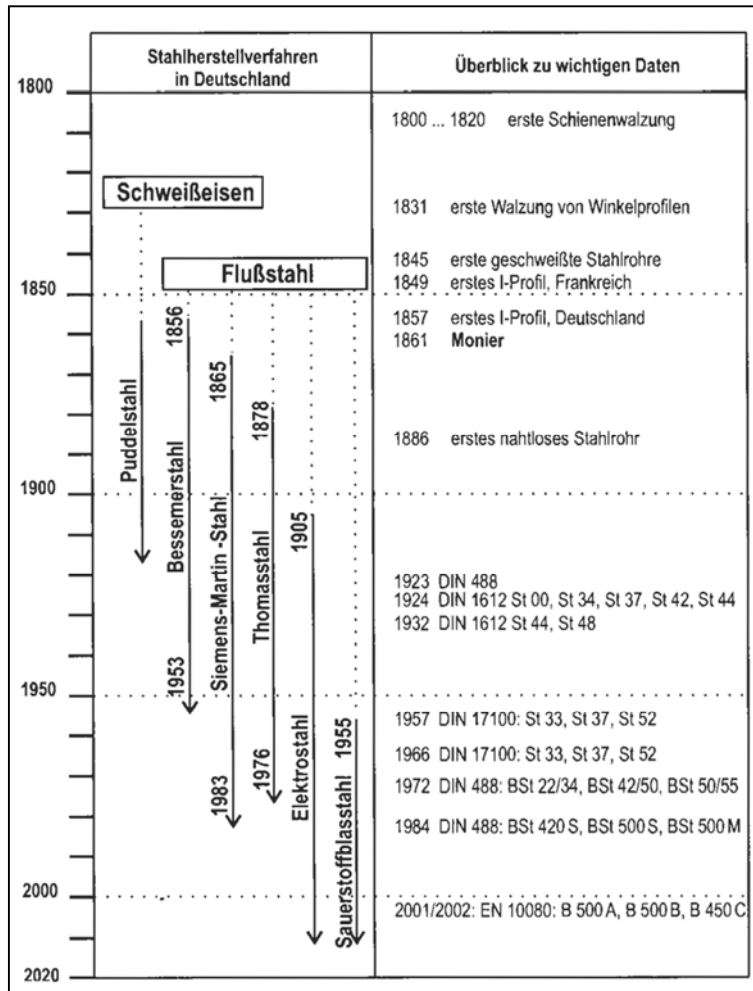 Stahlherstellverfahren
in Deutschland
Überblick zu wichtigen Daten
1800
1850
1900
1950
2000
2020
Schweißeisen
Flußstahl
Puddelstahl
1856
Bessemerstahl
1953
1865
Siemens-Martin -Stahl
1983
1878
Thomasstahl
1976
1905
Elektrostahl
1955
Sauerstoffblasstahl
1800 ... 1820 erste Schienenwalzung
1831 erste Walzung von Winkelprofilen
1845 erste geschweißte Stahlrohre
1849 erstes I-Profil, Frankreich
1857 erstes I-Profil, Deutschland
1861 Monier
1886 erstes nahtloses Stahlrohr
1923 DIN 488
1924 DIN 1612 St 00, St 34, St 37, St 42, St 44
1932 DIN 1612 St 44, St 48
1957 DIN 17100: St 33, St 37, St 52
1966 DIN 17100: St 33, St 37, St 52
1972 DIN 488: BSt 22/34, BSt 42/50, BSt 50/55
1984 DIN 488: BSt 420 S, BSt 500 S, BSt 500 M
2001/2002: EN 10080: B 500 A, B 500 B, B 450 C